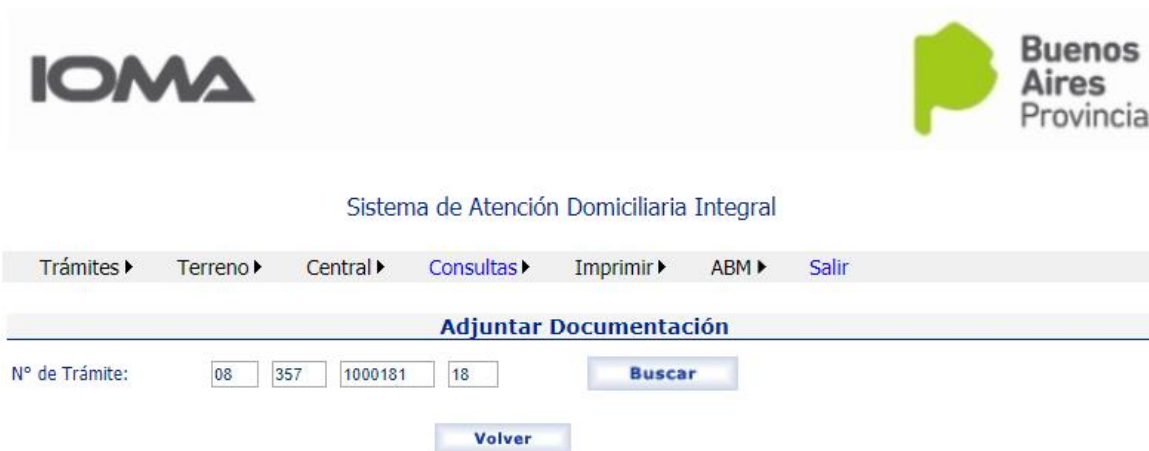 IOMA
Buenos
Aires
Provincia
Sistema de Atención Domiciliaria Integral
Trámites Terreno Central Consultas Imprimir ABM Salir
Adjuntar Documentación
N° de Trámite: 08 357 1000181 18 Buscar
Volver